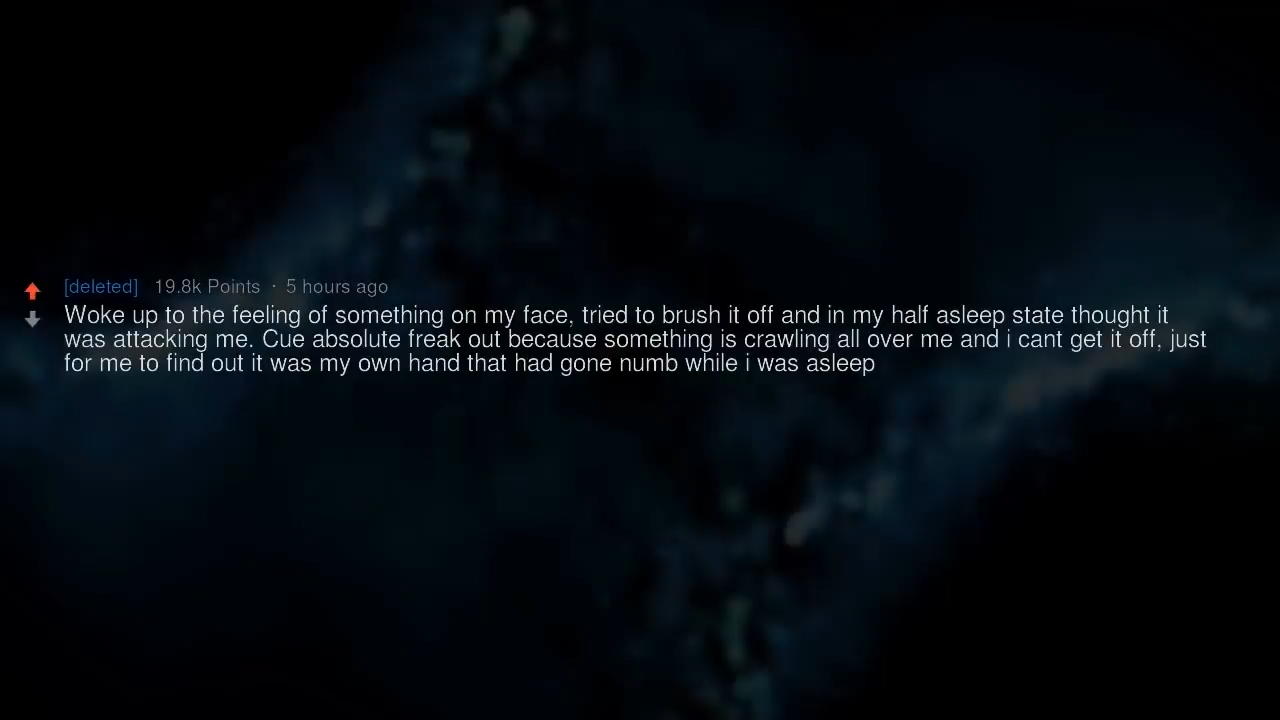 [deleted] 19.8k Points · 5 hours ago
Woke up to the feeling of something on my face, tried to brush it off and in my half asleep state thought it
was attacking me. Cue absolute freak out because something is crawling all over me and i cant get it off, just
for me to find out it was my own hand that had gone numb while i was asleep